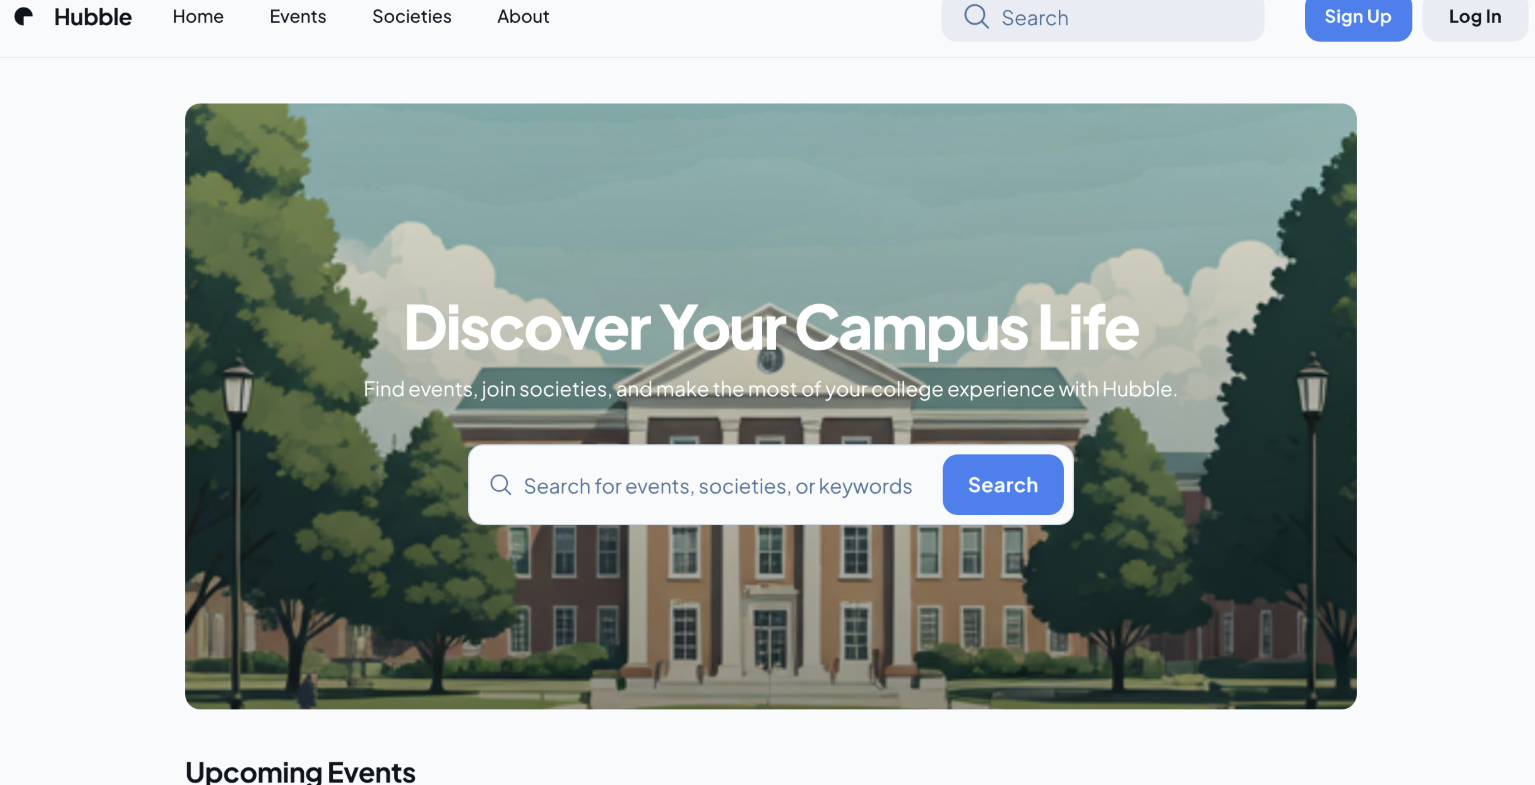 Hubble Home Events Societies About Search Sign Up Log In
Discover Your Campus Life
Find events, join societies, and make the most of your college experience with Hubble.
Search for events, societies, or keywords Search
Upcoming Events